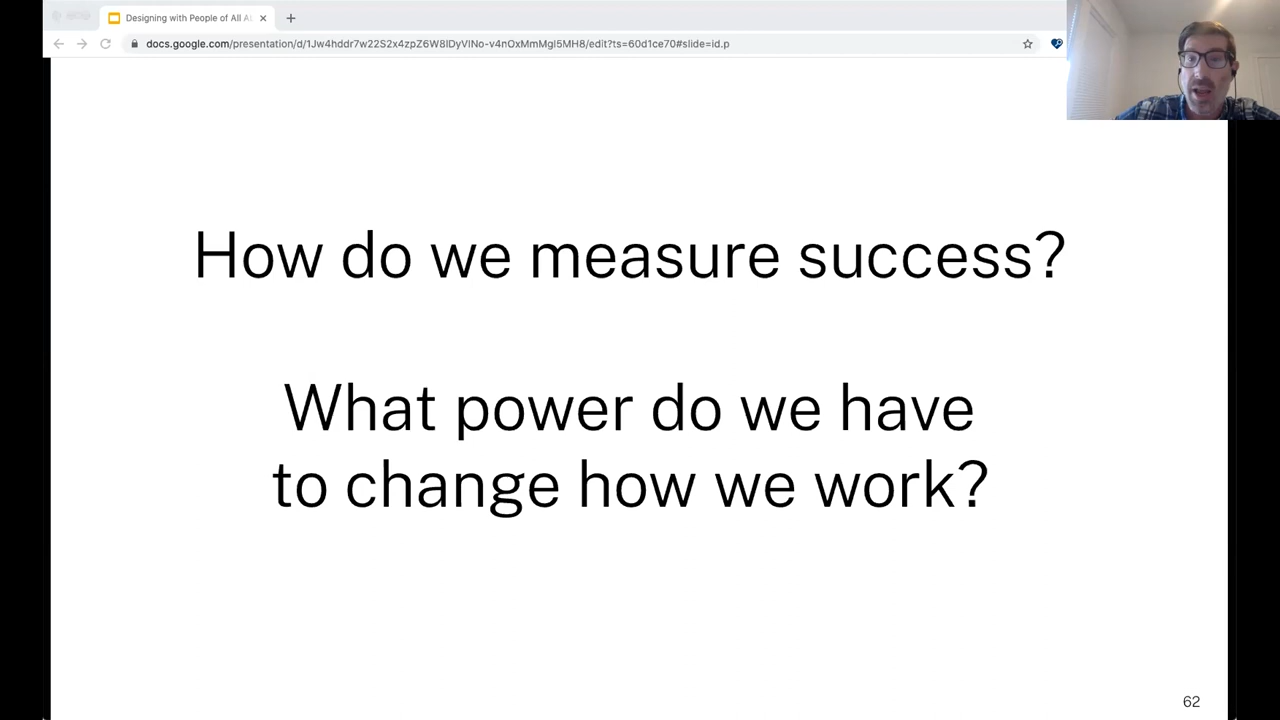 Designing with People of All A
docs.google.com/presentation/d/1Jw4hddr7w22S2x4zpZ6W8lDyVlNo-v4nOxMmMgl5MH8/edit?ts=60d1ce70#slide=id.p
How do we measure success?
What power do we have
to change how we work?
62